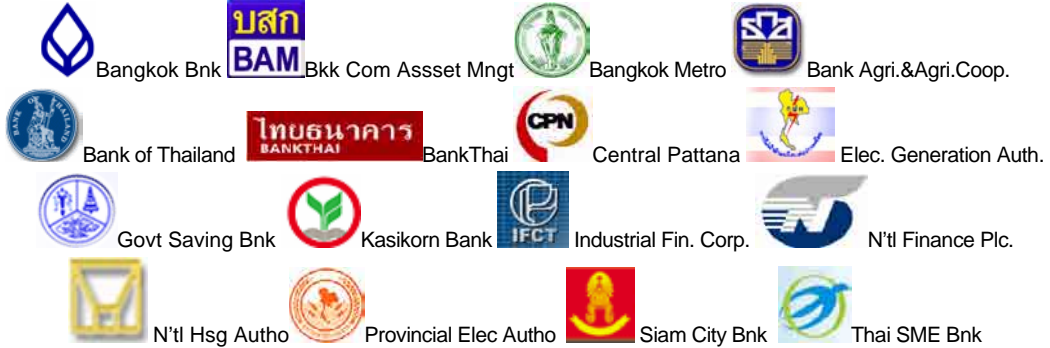 บสก
BAM
Bangkok Bnk
Bkk Com Assset Mngt
Bangkok Metro
Bank Agri.&Agri.Coop.
BANK OF THAILAND
Bank of Thailand
ไทยธนาคาร
BANKTHAI
BankThai
CPN
Central Pattana
Elec. Generation Auth.
Govt Saving Bnk
Kasikorn Bank
IFCT
Industrial Fin. Corp.
N'tl Finance Plc.
N'tl Hsg Autho
Provincial Elec Autho
Siam City Bnk
Thai SME Bnk